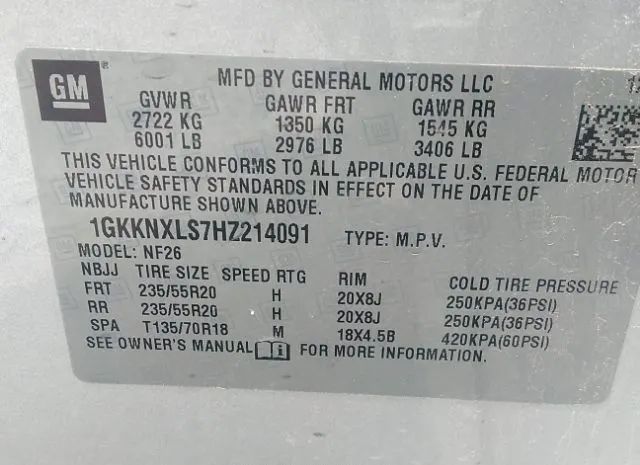 GM ®
MFD BY GENERAL MOTORS LLC
GVWR GAWR FRT GAWR RR
2722 KG 1350 KG 1545 KG
6001 LB 2976 LB 3406 LB
THIS VEHICLE CONFORMS TO ALL APPLICABLE U.S. FEDERAL MOTOR
VEHICLE SAFETY STANDARDS IN EFFECT ON THE DATE OF
MANUFACTURE SHOWN ABOVE.
1GKKNXLS7HZ214091 TYPE: M.P.V.
MODEL: NF26
NBJJ TIRE SIZE SPEED RTG RIM COLD TIRE PRESSURE
FRT 235/55R20 H 20X8J 250KPA(36PSI)
RR 235/55R20 H 20X8J 250KPA(36PSI)
SPA T135/70R18 M 18X4.5B 420KPA(60PSI)
SEE OWNER'S MANUAL FOR MORE INFORMATION.